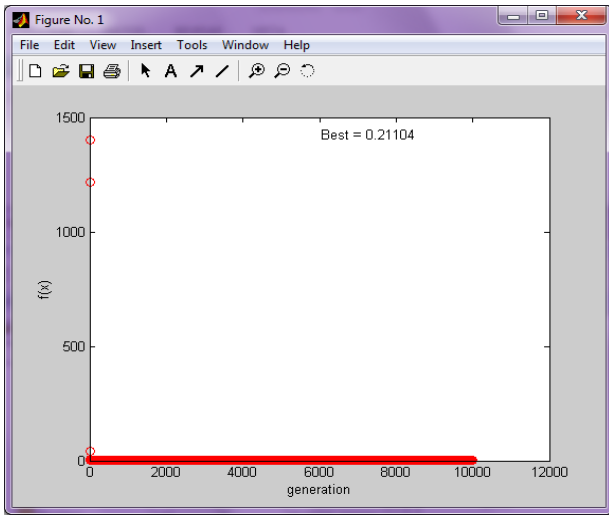 Figure No. 1
File Edit View Insert Tools Window Help
1500
Best = 0.21104
1000
f(x)
500
0
0 2000 4000 6000 8000 10000 12000
generation